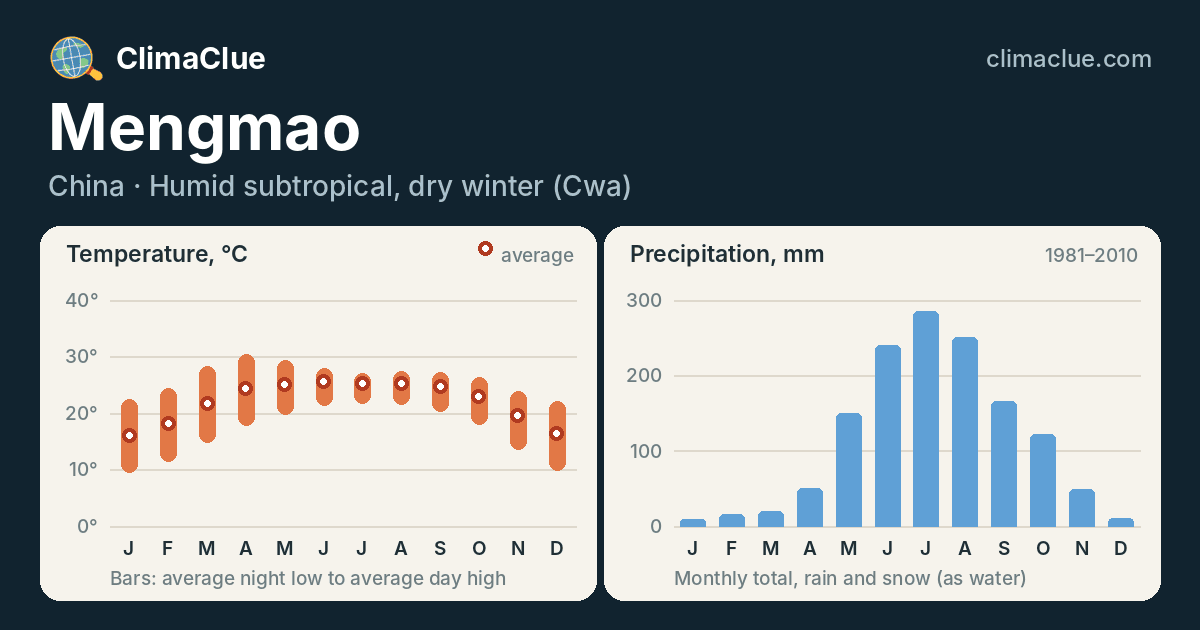 ClimaClue
climaclue.com
Mengmao
China · Humid subtropical, dry winter (Cwa)
Temperature, °C
average
40°
30°
20°
10°
0°
J F M A M J J A S O N D
Bars: average night low to average day high
Precipitation, mm
1981–2010
300
200
100
0
J F M A M J J A S O N D
Monthly total, rain and snow (as water)